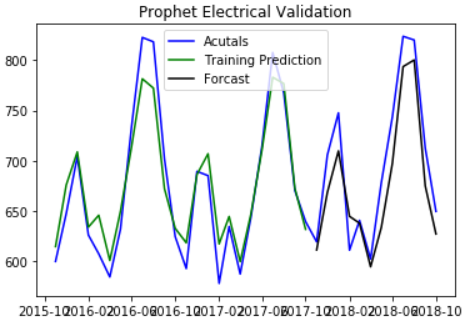 Prophet Electrical Validation
Acutals
Training Prediction
Forcast
800
750
700
650
600
2015-10 2016-02 2016-06 2016-10 2017-02 2017-06 2017-10 2018-02 2018-06 2018-10